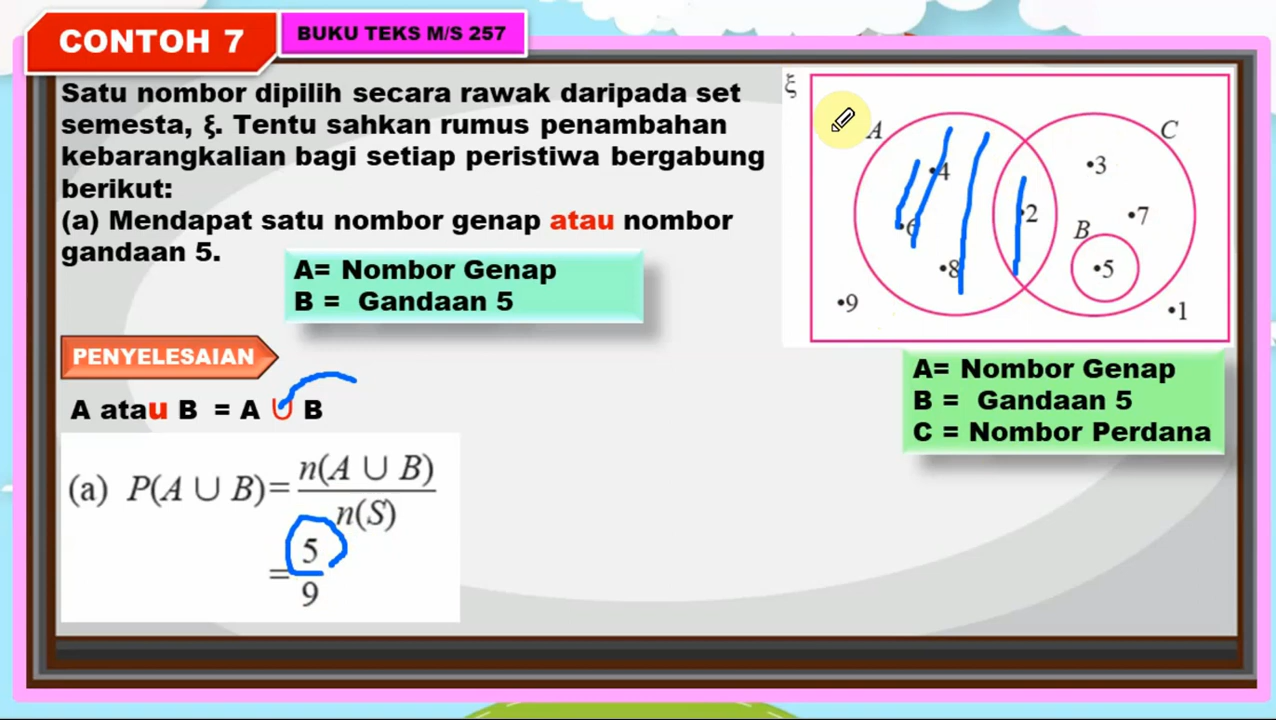 CONTOH 7
BUKU TEKS M/S 257
Satu nombor dipilih secara rawak daripada set
semesta, ξ. Tentu sahkan rumus penambahan
kebarangkalian bagi setiap peristiwa bergabung
berikut:
(a) Mendapat satu nombor genap atau nombor
gandaan 5.
A= Nombor Genap
B = Gandaan 5
PENYELESAIAN
A atau B = A ∪ B
(a) P(A ∪ B)= n(A ∪ B)
n(S)
= 5
9
ξ
A
C
•4
•3
•6
•2
•7
B
•8
•5
•9
•1
A= Nombor Genap
B = Gandaan 5
C = Nombor Perdana